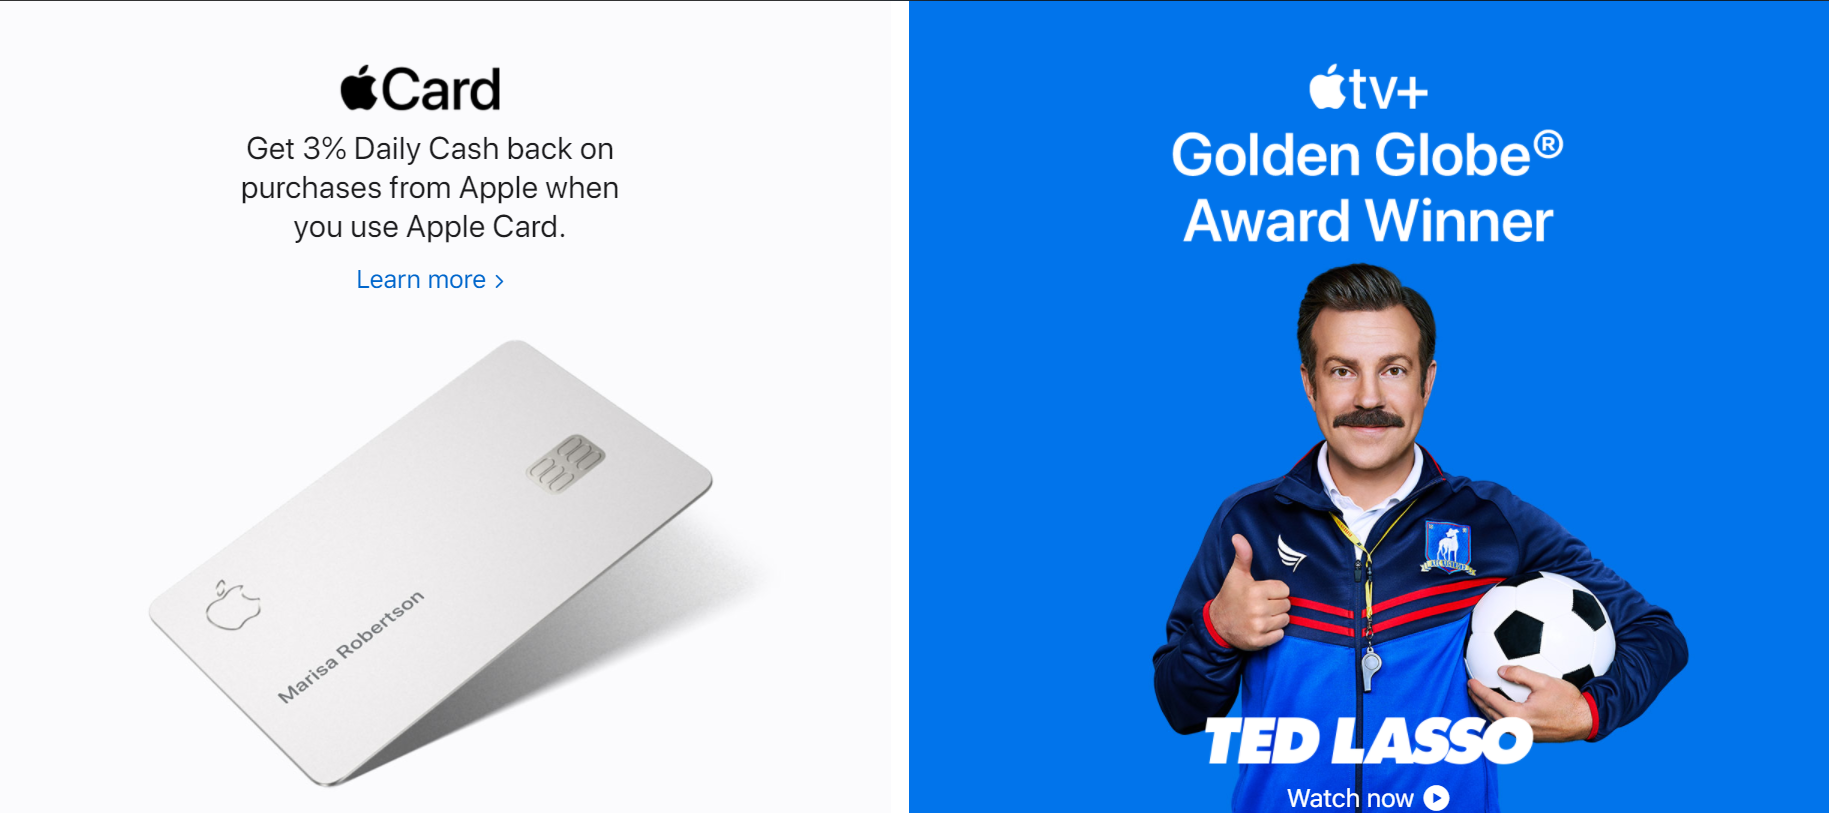 Card
Get 3% Daily Cash back on
purchases from Apple when
you use Apple Card.
Learn more >
Marisa Robertson
tv+
Golden Globe®
Award Winner
TED LASSO
Watch now